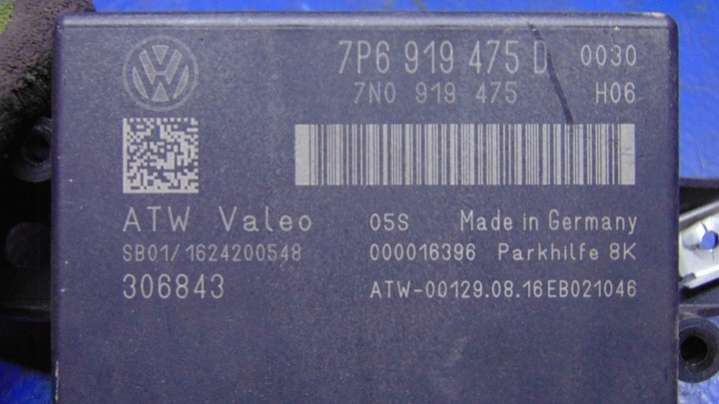 7P6 919 475 D 0030
7N0 919 475 H06
ATW Valeo 05S Made in Germany
SB01/1624200548 000016396 Parkhilfe 8K
306843 ATW-00129.08.16EB021046